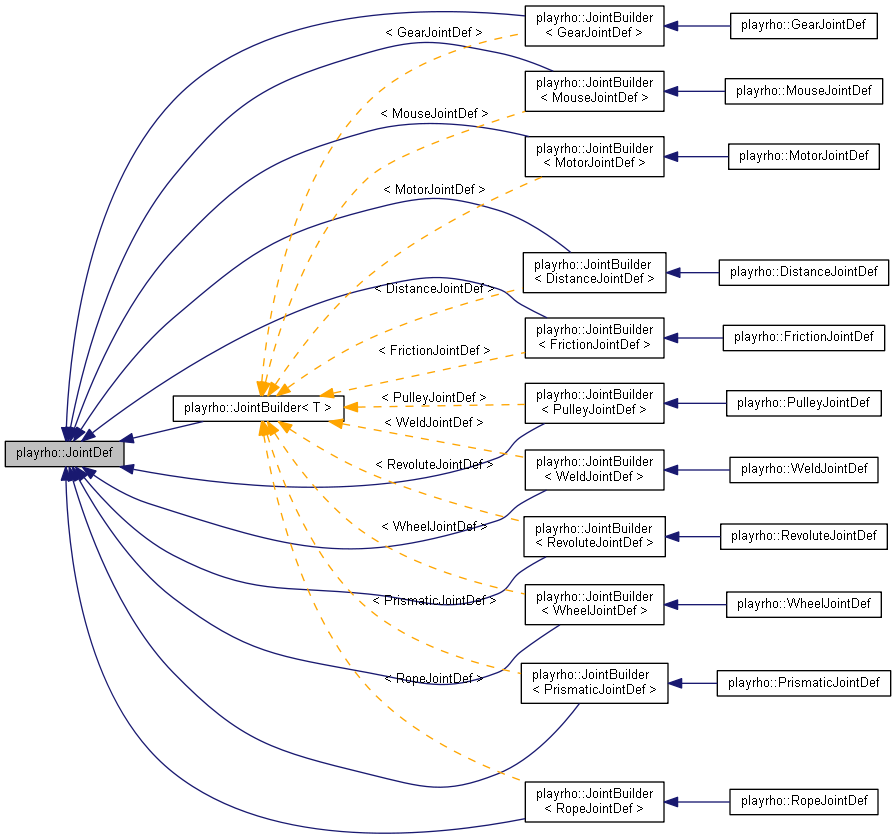 playrho::JointBuilder
< GearJointDef >
playrho::GearJointDef
< GearJointDef >
playrho::JointBuilder
< MouseJointDef >
playrho::MouseJointDef
< MouseJointDef >
playrho::JointBuilder
< MotorJointDef >
playrho::MotorJointDef
< MotorJointDef >
playrho::JointBuilder
< DistanceJointDef >
playrho::DistanceJointDef
< DistanceJointDef >
playrho::JointBuilder
< FrictionJointDef >
playrho::FrictionJointDef
< FrictionJointDef >
playrho::JointBuilder< T >
< PulleyJointDef >
playrho::JointBuilder
< PulleyJointDef >
playrho::PulleyJointDef
< WeldJointDef >
playrho::JointDef
playrho::JointBuilder
< WeldJointDef >
playrho::WeldJointDef
< RevoluteJointDef >
playrho::JointBuilder
< RevoluteJointDef >
playrho::RevoluteJointDef
< WheelJointDef >
playrho::JointBuilder
< WheelJointDef >
playrho::WheelJointDef
< PrismaticJointDef >
playrho::JointBuilder
< PrismaticJointDef >
playrho::PrismaticJointDef
< RopeJointDef >
playrho::JointBuilder
< RopeJointDef >
playrho::RopeJointDef